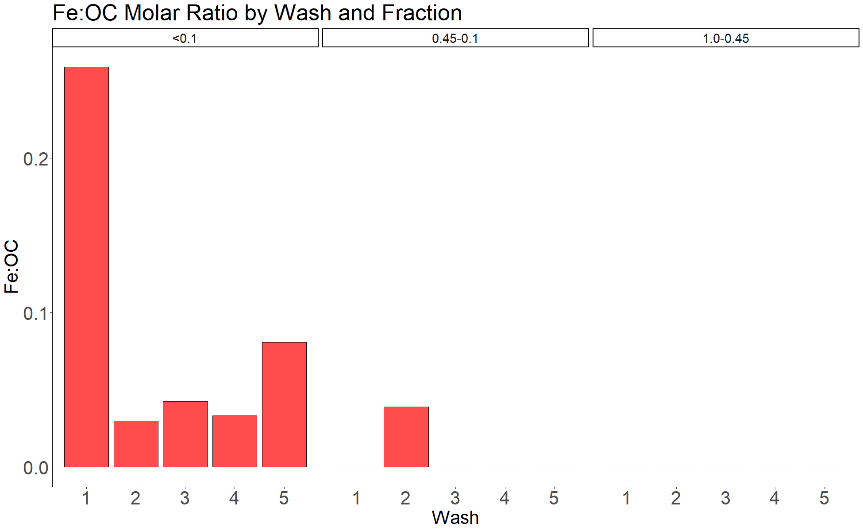 Fe:OC Molar Ratio by Wash and Fraction
<0.1 0.45-0.1 1.0-0.45
0.2
0.1
0.0
Fe:OC
1 2 3 4 5 1 2 3 4 5 1 2 3 4 5
Wash